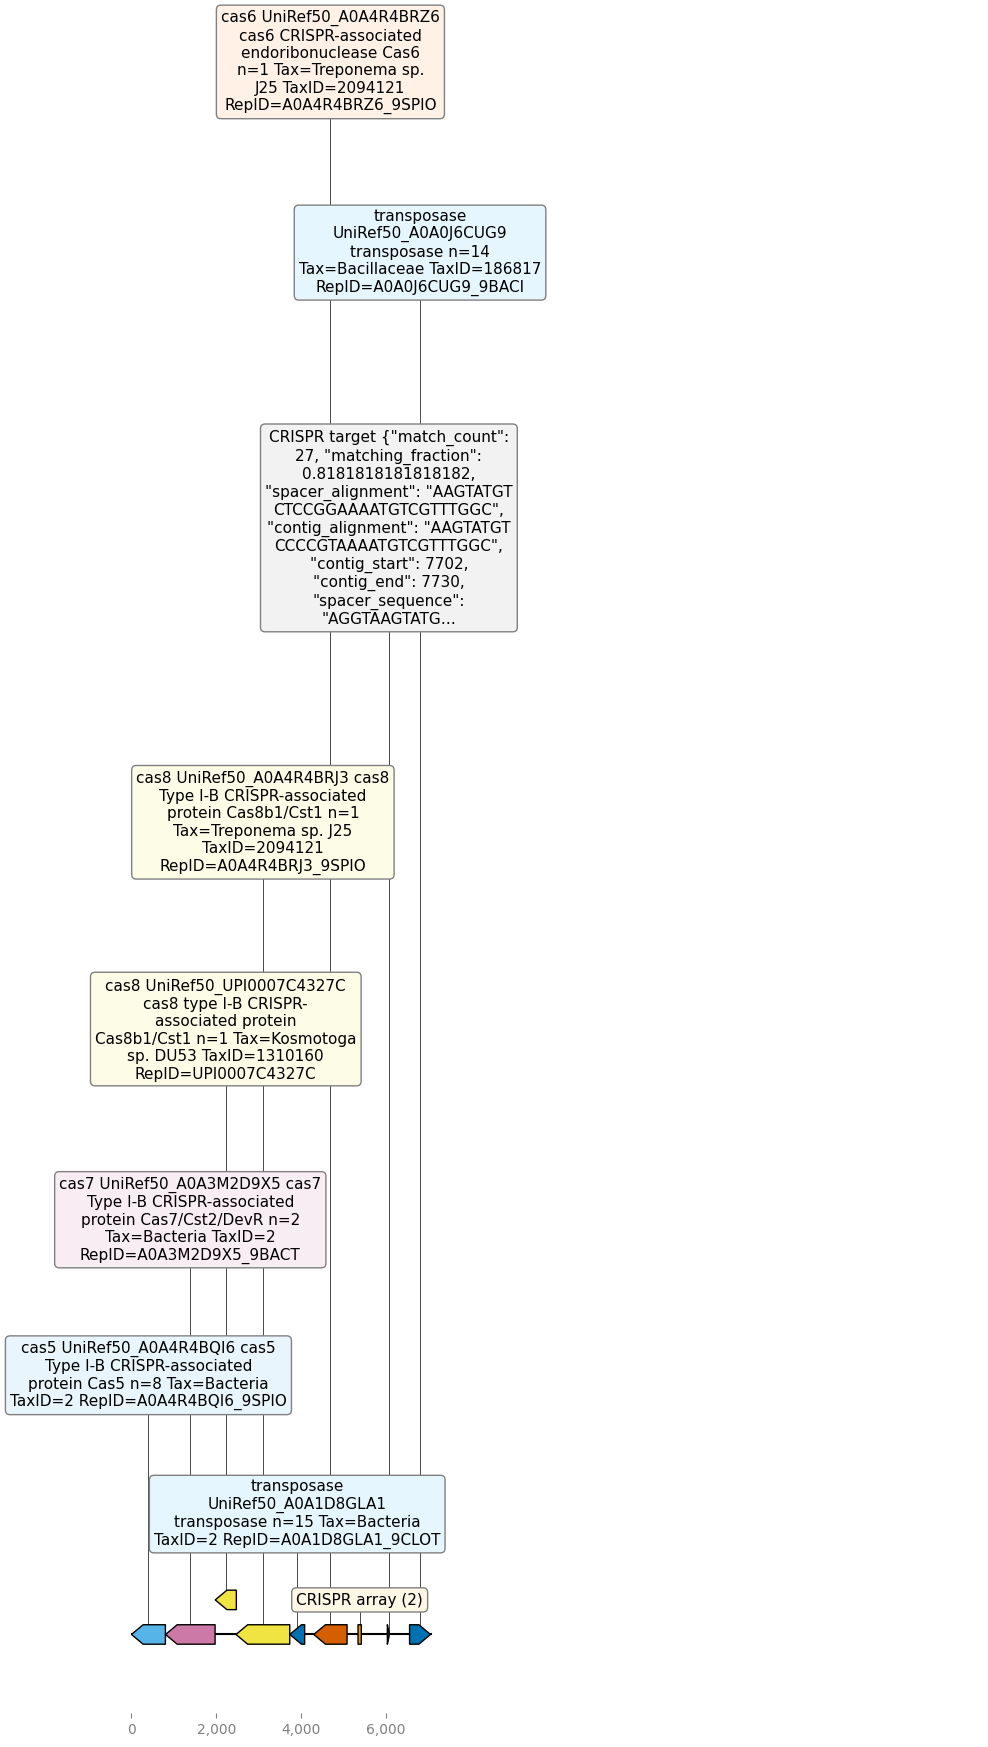 cas6 UniRef50_A0A4R4BRZ6
cas6 CRISPR-associated
endoribonuclease Cas6
n=1 Tax=Treponema sp.
J25 TaxID=2094121
RepID=A0A4R4BRZ6_9SPIO
transposase
UniRef50_A0A0J6CUG9
transposase n=14
Tax=Bacillaceae TaxID=186817
RepID=A0A0J6CUG9_9BACI
CRISPR target {"match_count":
27, "matching_fraction":
0.8181818181818182,
"spacer_alignment": "AAGTATGT
CTCCGGAAAATGTCGTTTGGC",
"contig_alignment": "AAGTATGT
CCCCGTAAAATGTCGTTTGGC",
"contig_start": 7702,
"contig_end": 7730,
"spacer_sequence":
"AGGTAAGTATG...
cas8 UniRef50_A0A4R4BRJ3 cas8
Type I-B CRISPR-associated
protein Cas8b1/Cst1 n=1
Tax=Treponema sp. J25
TaxID=2094121
RepID=A0A4R4BRJ3_9SPIO
cas8 UniRef50_UPI0007C4327C
cas8 type I-B CRISPR-
associated protein
Cas8b1/Cst1 n=1 Tax=Kosmotoga
sp. DU53 TaxID=1310160
RepID=UPI0007C4327C
cas7 UniRef50_A0A3M2D9X5 cas7
Type I-B CRISPR-associated
protein Cas7/Cst2/DevR n=2
Tax=Bacteria TaxID=2
RepID=A0A3M2D9X5_9BACT
cas5 UniRef50_A0A4R4BQI6 cas5
Type I-B CRISPR-associated
protein Cas5 n=8 Tax=Bacteria
TaxID=2 RepID=A0A4R4BQI6_9SPIO
transposase
UniRef50_A0A1D8GLA1
transposase n=15 Tax=Bacteria
TaxID=2 RepID=A0A1D8GLA1_9CLOT
CRISPR array (2)
0 2,000 4,000 6,000